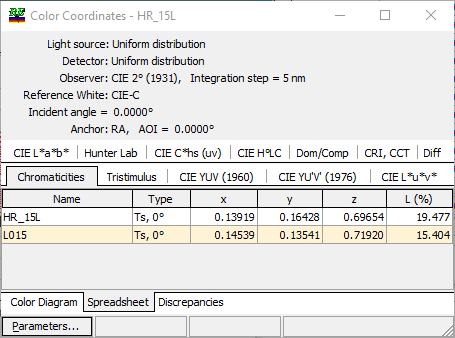 Color Coordinates - HR_15L
Light source: Uniform distribution
Detector: Uniform distribution
Observer: CIE 2° (1931), Integration step = 5 nm
Reference White: CIE-C
Incident angle = 0.0000°
Anchor: RA, AOI = 0.0000°
CIE L*a*b* Hunter Lab CIE C*hs (uv) CIE H°LC Dom/Comp CRI, CCT Diff
Chromaticities Tristimulus CIE YUV (1960) CIE YU'V' (1976) CIE L*u*v*
Name Type x y z L (%)
HR_15L Ts, 0° 0.13919 0.16428 0.69654 19.477
L015 Ts, 0° 0.14539 0.13541 0.71920 15.404
Color Diagram Spreadsheet Discrepancies
Parameters...